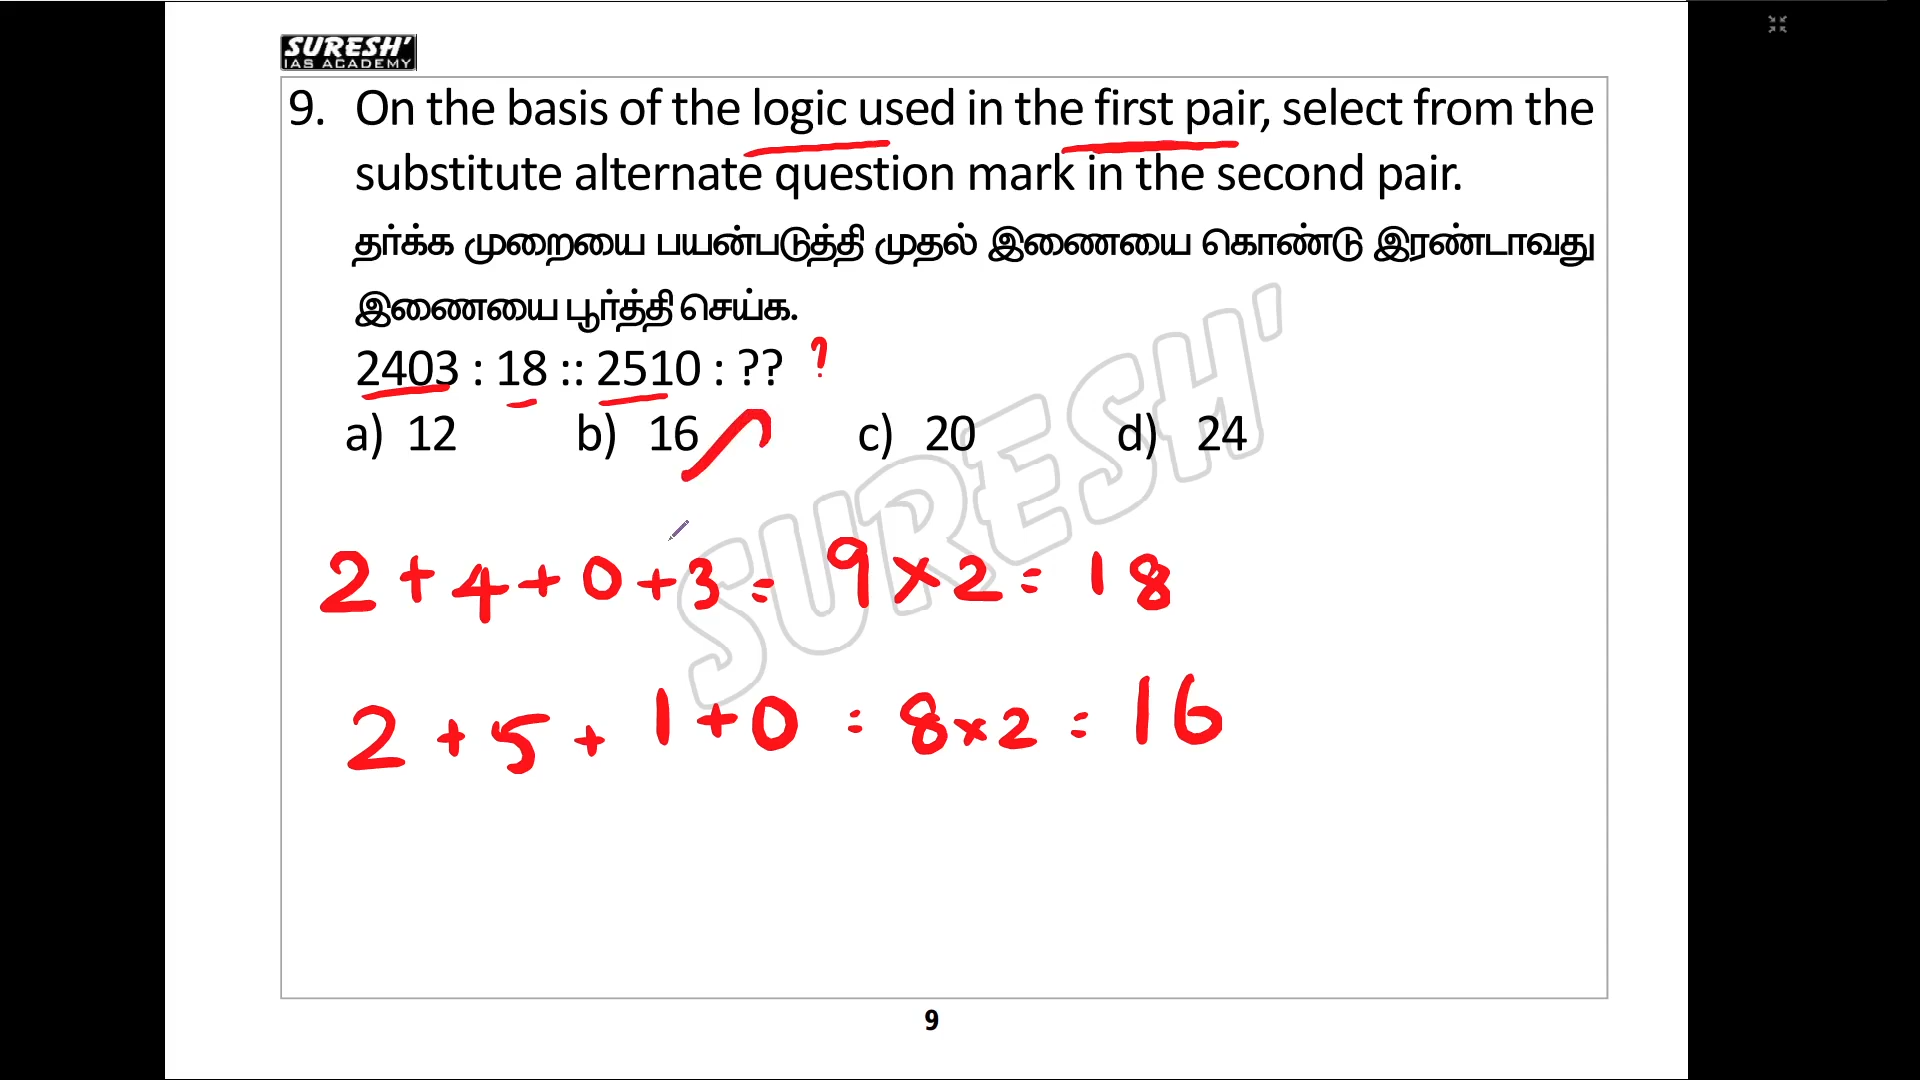 SURESH'
IAS ACADEMY
9. On the basis of the logic used in the first pair, select from the
substitute alternate question mark in the second pair.
தர்க்க முறையை பயன்படுத்தி முதல் இணையை கொண்டு இரண்டாவது
இணையை பூர்த்தி செய்க.
2403 : 18 :: 2510 : ?? ?
a) 12 b) 16 c) 20 d) 24
SURESH'
2 + 4 + 0 + 3 = 9 × 2 = 18
2 + 5 + 1 + 0 = 8 × 2 = 16
9